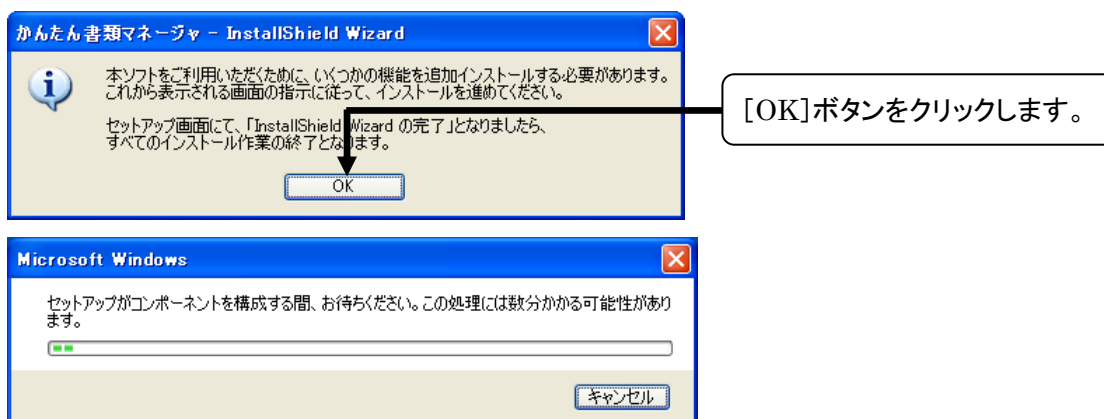 かんたん書類マネージャ - InstallShield Wizard
本ソフトをご利用いただくために、いくつかの機能を追加インストールする必要があります。
これから表示される画面の指示に従って、インストールを進めてください。
セットアップ画面にて、「InstallShield Wizard の完了」となりましたら、
すべてのインストール作業の終了となります。
OK
[OK]ボタンをクリックします。
Microsoft Windows
セットアップがコンポーネントを構成する間、お待ちください。この処理には数分かかる可能性があり
ます。
キャンセル